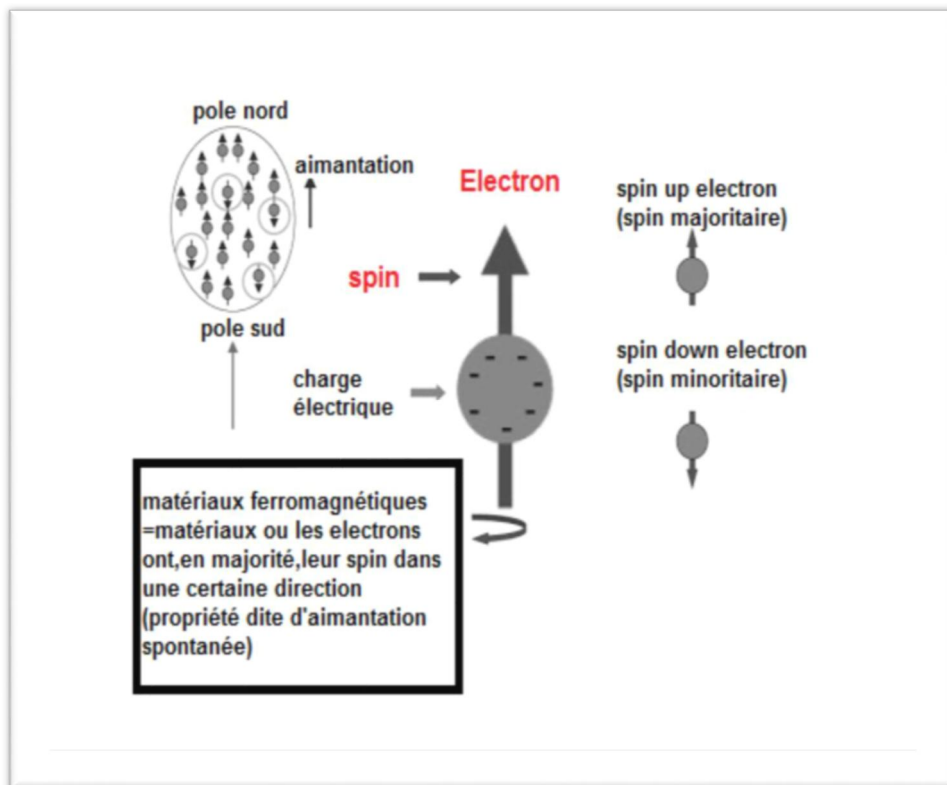 pole nord
aimantation
pole sud
Electron
spin
charge
électrique
spin up electron
(spin majoritaire)
spin down electron
(spin minoritaire)
matériaux ferromagnétiques
=matériaux ou les electrons
ont,en majorité,leur spin dans
une certaine direction
(propriété dite d'aimantation
spontanée)